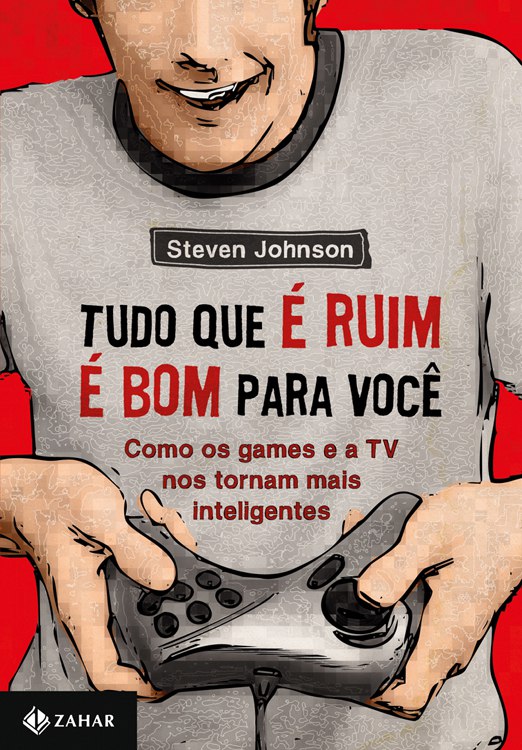 Steven Johnson
TUDO QUE É RUIM
É BOM PARA VOCÊ
Como os games e a TV
nos tornam mais
inteligentes
ZAHAR